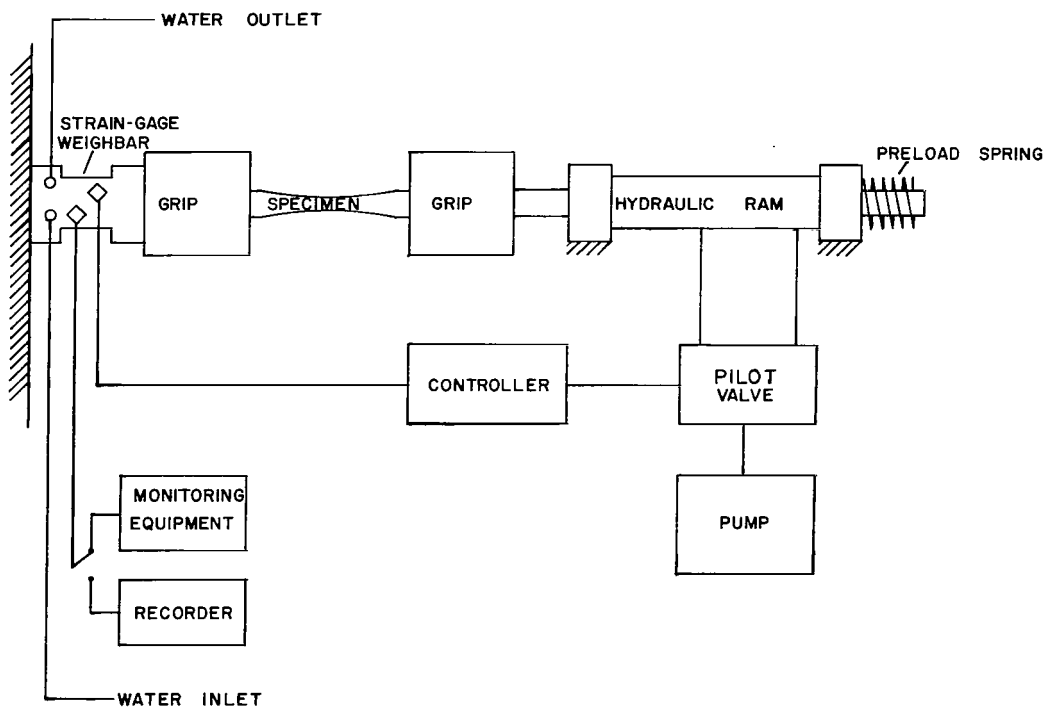 WATER OUTLET
STRAIN-GAGE
WEIGHBAR
PRELOAD SPRING
GRIP
SPECIMEN
GRIP
HYDRAULIC RAM
CONTROLLER
PILOT
VALVE
MONITORING
EQUIPMENT
PUMP
RECORDER
WATER INLET